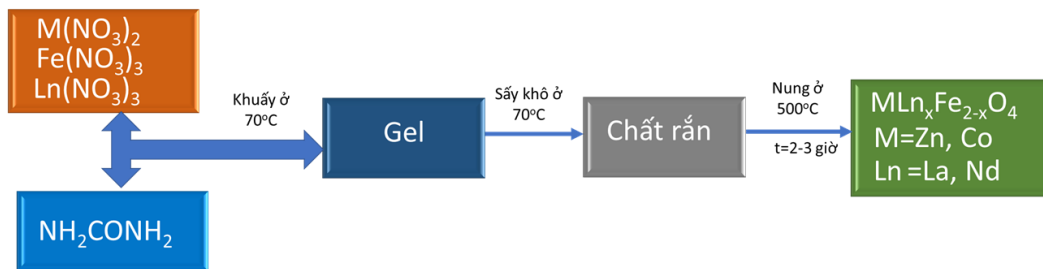 M(NO₃)₂
Fe(NO₃)₃
Ln(NO₃)₃
NH₂CONH₂
Khuấy ở
70ᵒC
Gel
Sấy khô ở
70ᵒC
Chất rắn
Nung ở
500ᵒC
t=2-3 giờ
MLnₓFe₂₋ₓO₄
M=Zn, Co
Ln =La, Nd